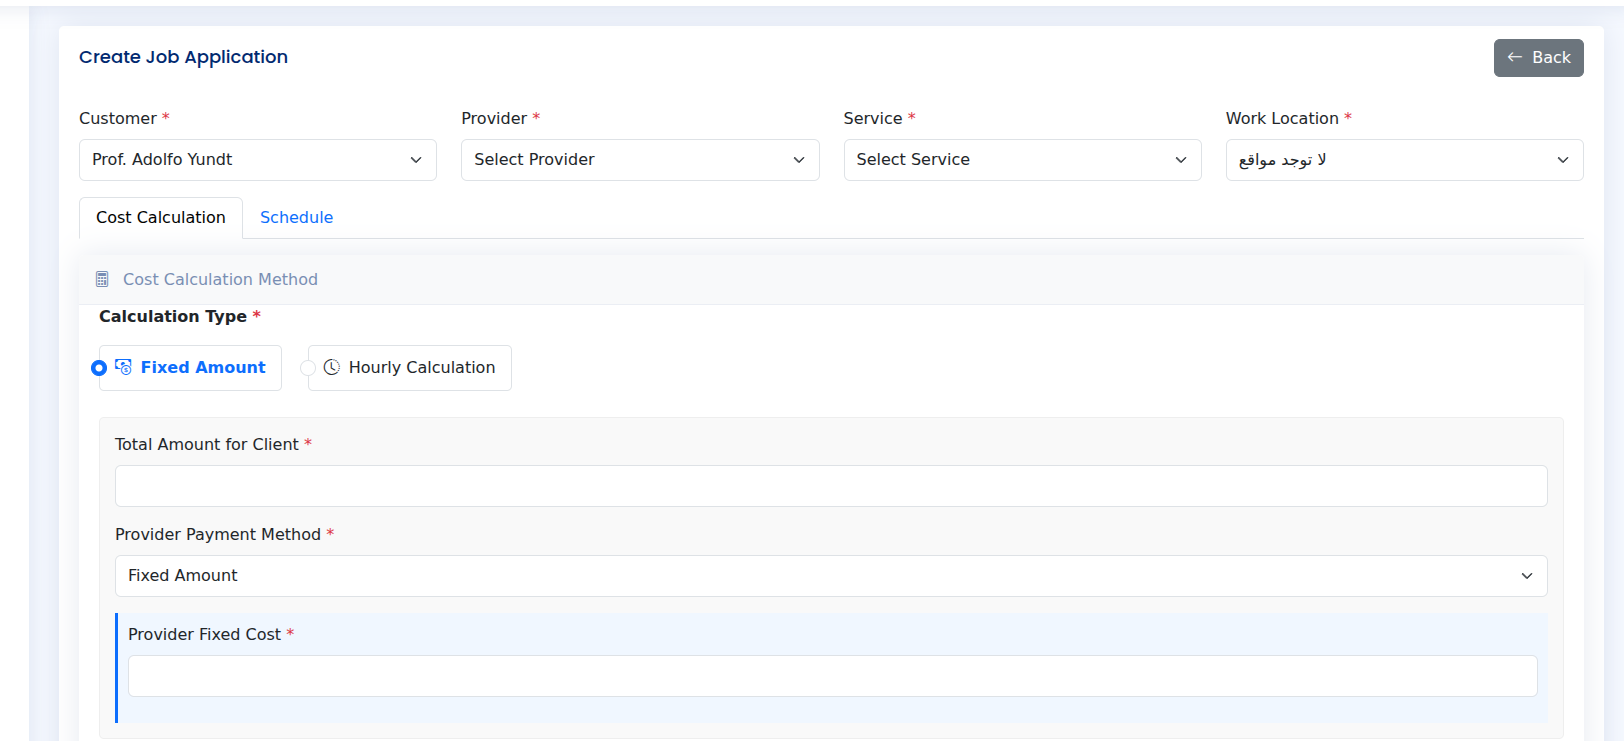 Create Job Application
← Back
Customer *
Provider *
Service *
Work Location *
Prof. Adolfo Yundt
Select Provider
Select Service
لا توجد مواقع
Cost Calculation
Schedule
Cost Calculation Method
Calculation Type *
Fixed Amount
Hourly Calculation
Total Amount for Client *
Provider Payment Method *
Fixed Amount
Provider Fixed Cost *